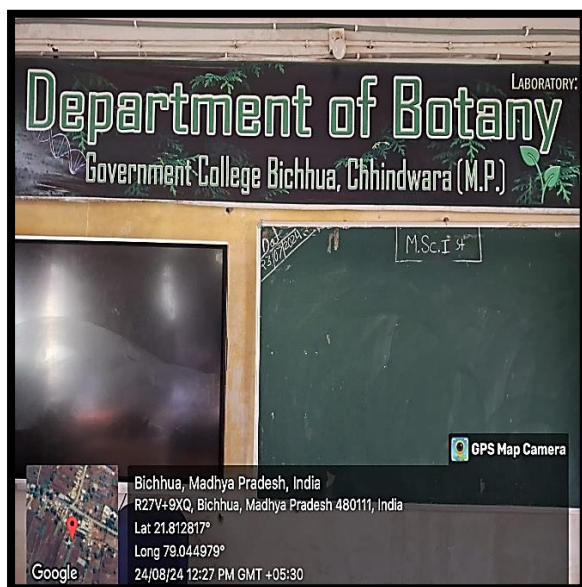 LABORATORY:
Department of Botany
Government College Bichhua, Chhindwara (M.P.)
M.Sc. I st
GPS Map Camera
Bichhua, Madhya Pradesh, India
R27V+9XQ, Bichhua, Madhya Pradesh 480111, India
Lat 21.812817°
Long 79.044979°
24/08/24 12:27 PM GMT +05:30
Google